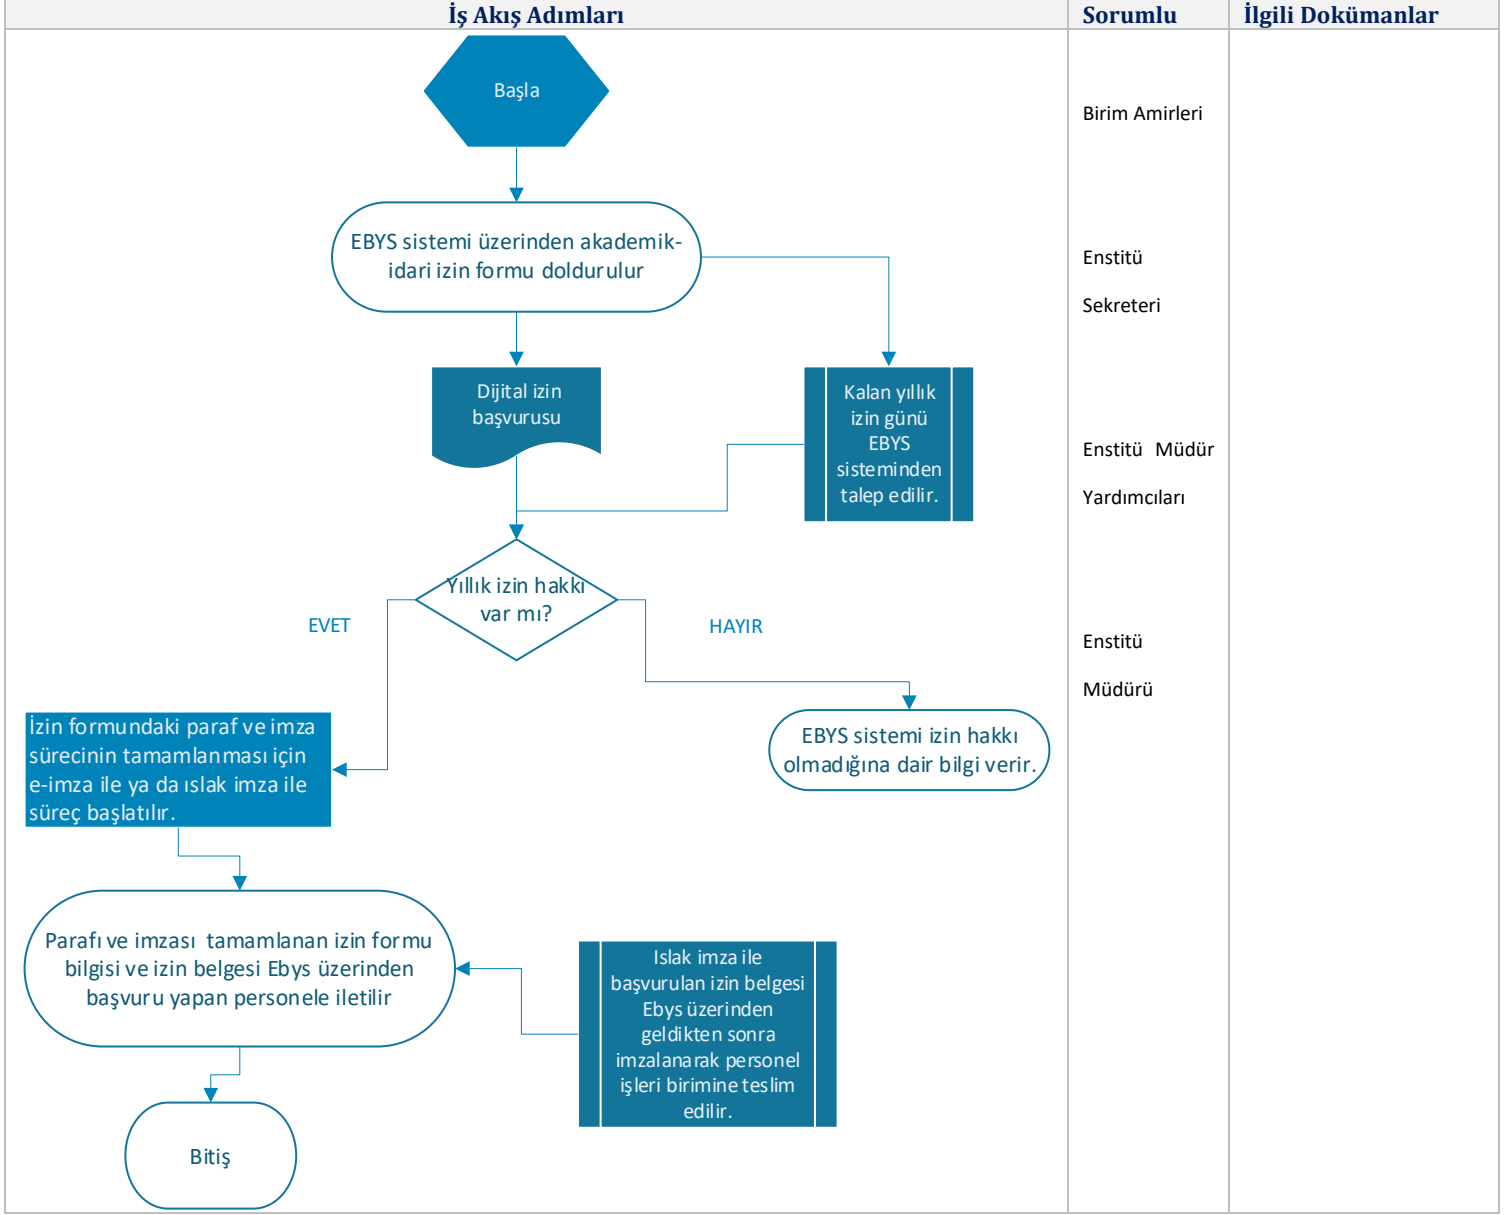 İş Akış Adımları
Sorumlu
İlgili Dokümanlar
Başla
EBYS sistemi üzerinden akademik-
idari izin formu doldurulur
Dijital izin
başvurusu
Kalan yıllık
izin günü
EBYS
sisteminden
talep edilir.
Yıllık izin hakkı
var mı?
EVET
HAYIR
İzin formundaki paraf ve imza
sürecinin tamamlanması için
e-imza ile ya da ıslak imza ile
süreç başlatılır.
EBYS sistemi izin hakkı
olmadığına dair bilgi verir.
Parafı ve imzası tamamlanan izin formu
bilgisi ve izin belgesi Ebys üzerinden
başvuru yapan personele iletilir
Islak imza ile
başvurulan izin belgesi
Ebys üzerinden
geldikten sonra
imzalanarak personel
işleri birimine teslim
edilir.
Bitiş
Birim Amirleri
Enstitü
Sekreteri
Enstitü Müdür
Yardımcıları
Enstitü
Müdürü